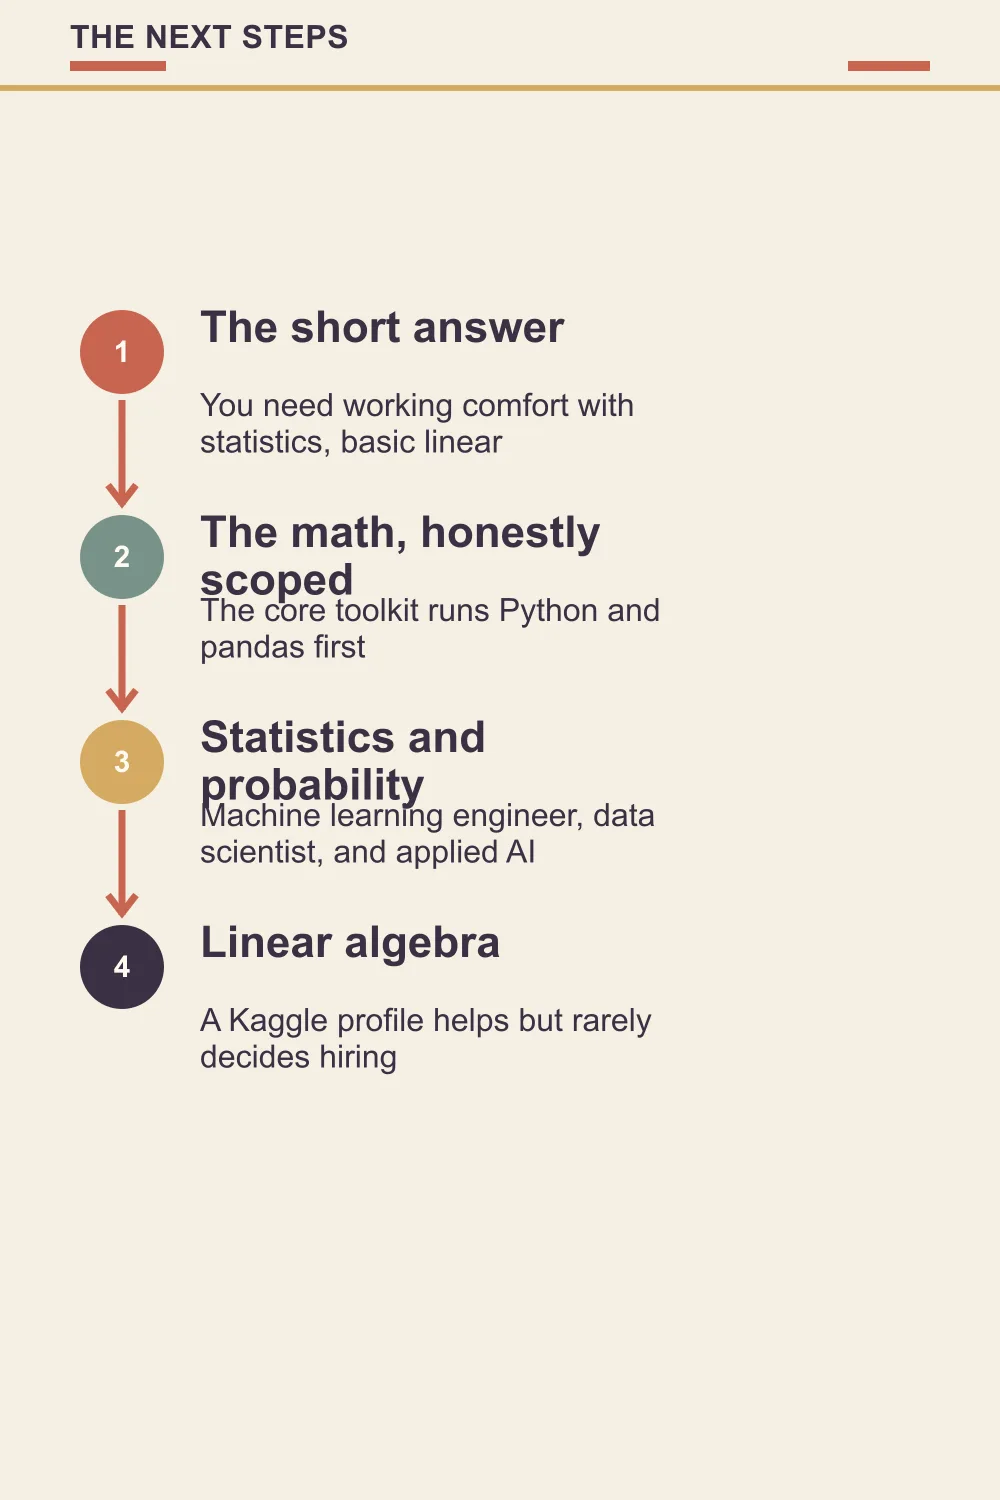 THE NEXT STEPS
1
The short answer
You need working comfort with
statistics, basic linear
2
The math, honestly
scoped
The core toolkit runs Python and
pandas first
3
Statistics and
probability
Machine learning engineer, data
scientist, and applied AI
4
Linear algebra
A Kaggle profile helps but rarely
decides hiring